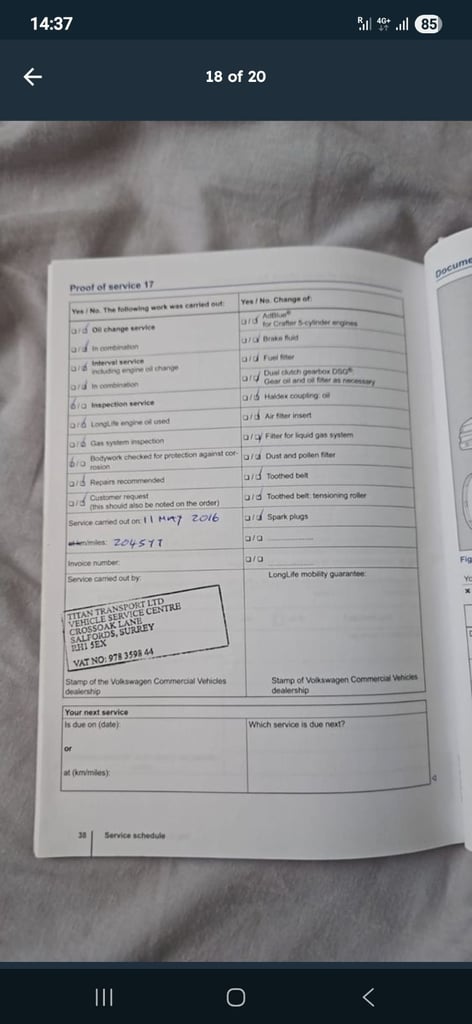 14:37
R 4G+ 85
18 of 20
Proof of service 17
Docume
Yes / No. The following work was carried out:
Yes / No. Change of:
Oil change service
AdBlue®
for Crafter 5-cylinder engines
In combination
Brake fluid
Interval service
including engine oil change
Fuel filter
In combination
Dual clutch gearbox DSG®
Gear oil and oil filter as necessary
Inspection service
Haldex coupling: oil
LongLife engine oil used
Air filter insert
Gas system inspection
Filter for liquid gas system
Bodywork checked for protection against cor-
rosion
Dust and pollen filter
Repairs recommended
Toothed belt
Customer request
(this should also be noted on the order)
Toothed belt: tensioning roller
Service carried out on: 11 MAY 2016
Spark plugs
at km/miles:
Invoice number:
Service carried out by:
LongLife mobility guarantee:
TITAN TRANSPORT LTD
VEHICLE SERVICE CENTRE
CROSSOAK LANE
SALFORDS, SURREY
RH1 5EX
VAT NO: 978 3598 44
Stamp of the Volkswagen Commercial Vehicles
dealership
Stamp of Volkswagen Commercial Vehicles
dealership
Your next service
is due on (date):
Which service is due next?
or
at (km/miles):
38 Service schedule
Fig
Yo